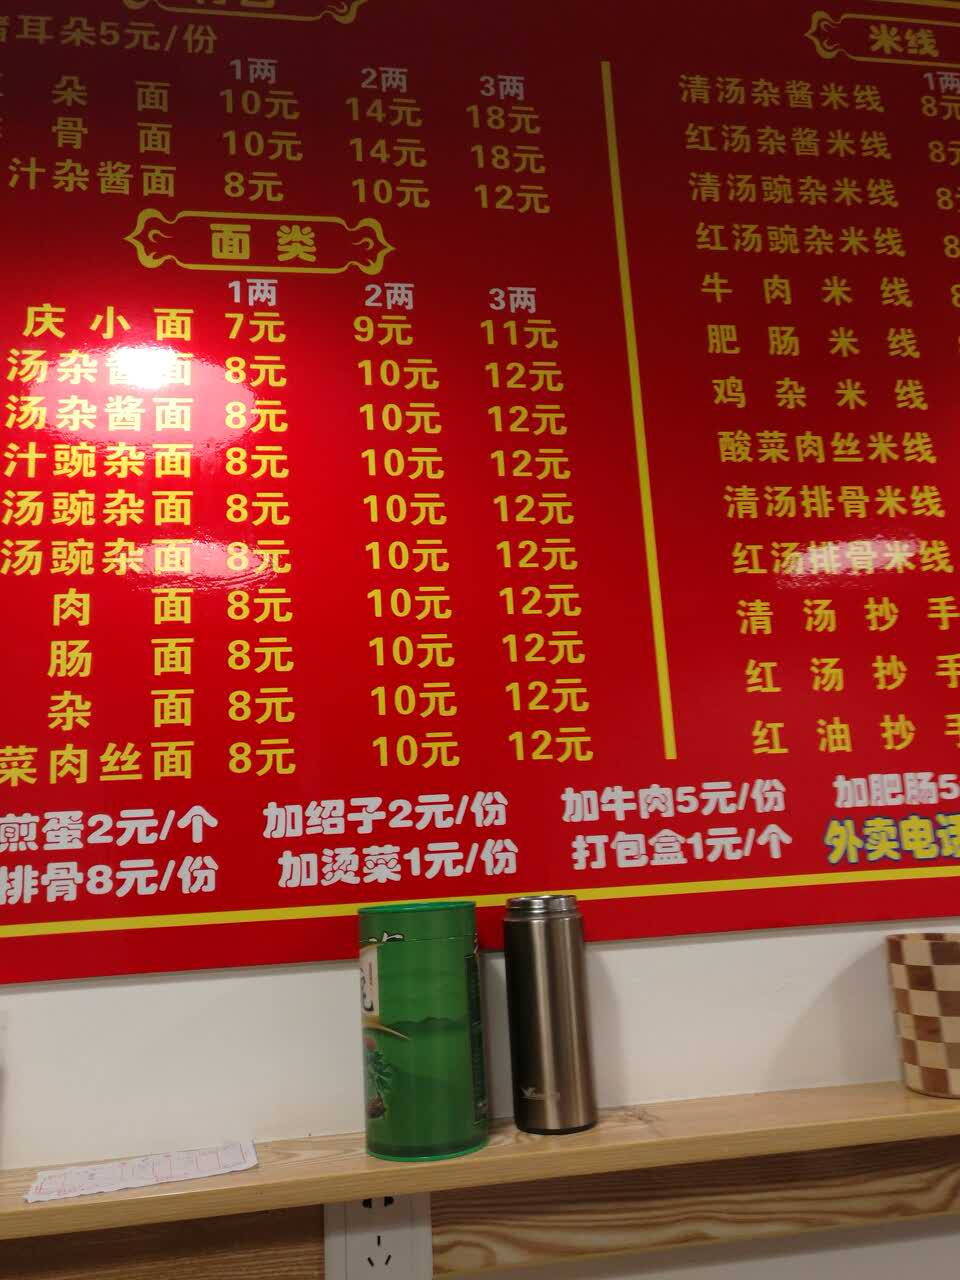 耳朵5元/份
1两 2两 3两
朵面 10元 14元 18元
骨面 10元 14元 18元
汁杂酱面 8元 10元 12元
面类
1两 2两 3两
庆小面 7元 9元 11元
汤杂酱面 8元 10元 12元
汤杂酱面 8元 10元 12元
汁豌杂面 8元 10元 12元
汤豌杂面 8元 10元 12元
汤豌杂面 8元 10元 12元
肉面 8元 10元 12元
肠面 8元 10元 12元
杂面 8元 10元 12元
菜肉丝面 8元 10元 12元
米线
1两
清汤杂酱米线 8元
红汤杂酱米线 8元
清汤豌杂米线 8
红汤豌杂米线 8
牛肉米线
肥肠米线
鸡杂米线
酸菜肉丝米线
清汤排骨米线
红汤排骨米线
清汤抄手
红汤抄手
红油抄手
煎蛋2元/个 加绍子2元/份 加牛肉5元/份 加肥肠5
排骨8元/份 加烫菜1元/份 打包盒1元/个 外卖电话